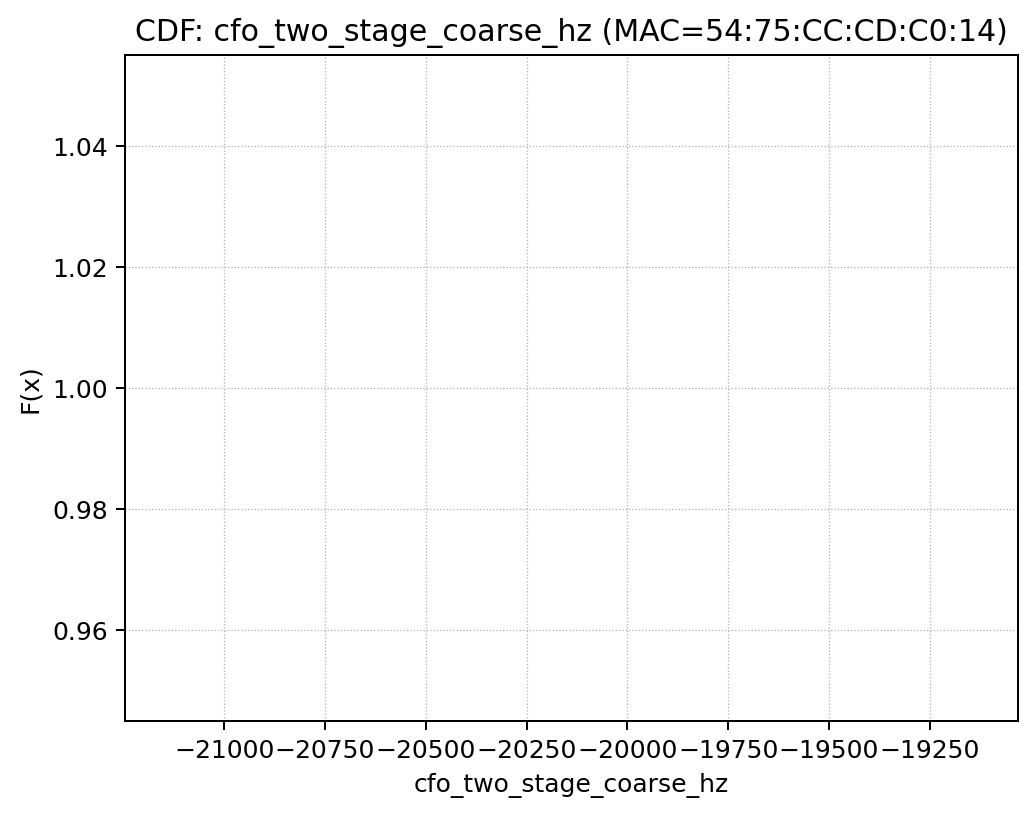 CDF: cfo_two_stage_coarse_hz (MAC=54:75:CC:CD:C0:14)
1.04
1.02
1.00
0.98
0.96
F(x)
−21000 −20750 −20500 −20250 −20000 −19750 −19500 −19250
cfo_two_stage_coarse_hz